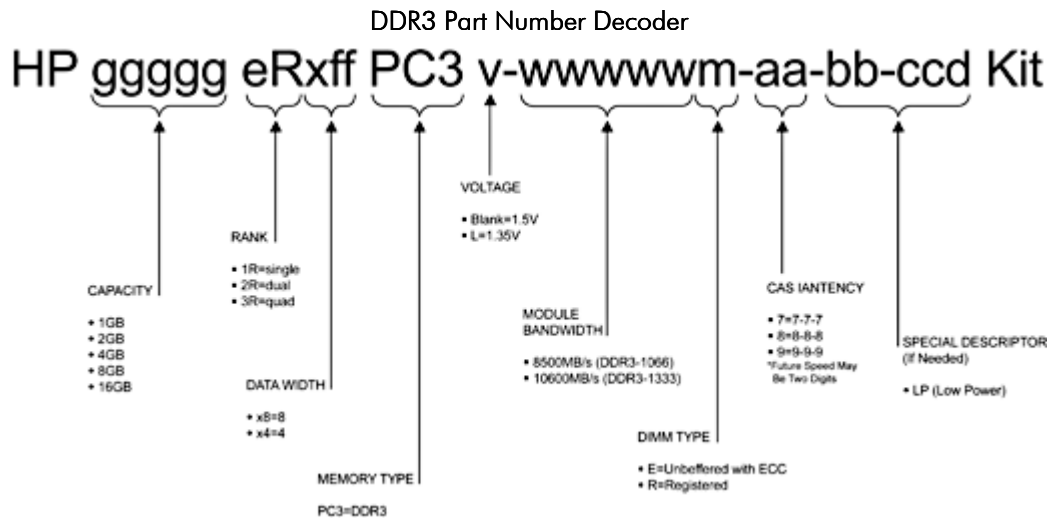 DDR3 Part Number Decoder
HP ggggg eRxff PC3 v-wwwwwm-aa-bb-ccd Kit
VOLTAGE
▪ Blank=1.5V
▪ L=1.35V
RANK
▪ 1R=single
▪ 2R=dual
▪ 3R=quad
CAPACITY
+ 1GB
+ 2GB
+ 4GB
+ 8GB
+ 16GB
CAS IANTENCY
▪ 7=7-7-7
▪ 8=8-8-8
▪ 9=9-9-9
*Future Speed May
Be Two Digits
MODULE
BANDWIDTH
▪ 8500MB/s (DDR3-1066)
▪ 10600MB/s (DDR3-1333)
SPECIAL DESCRIPTOR
(If Needed)
▪ LP (Low Power)
DATA WIDTH
+ x8=8
+ x4=4
DIMM TYPE
▪ E=Unbeffered with ECC
▪ R=Registered
MEMORY TYPE
PC3=DDR3